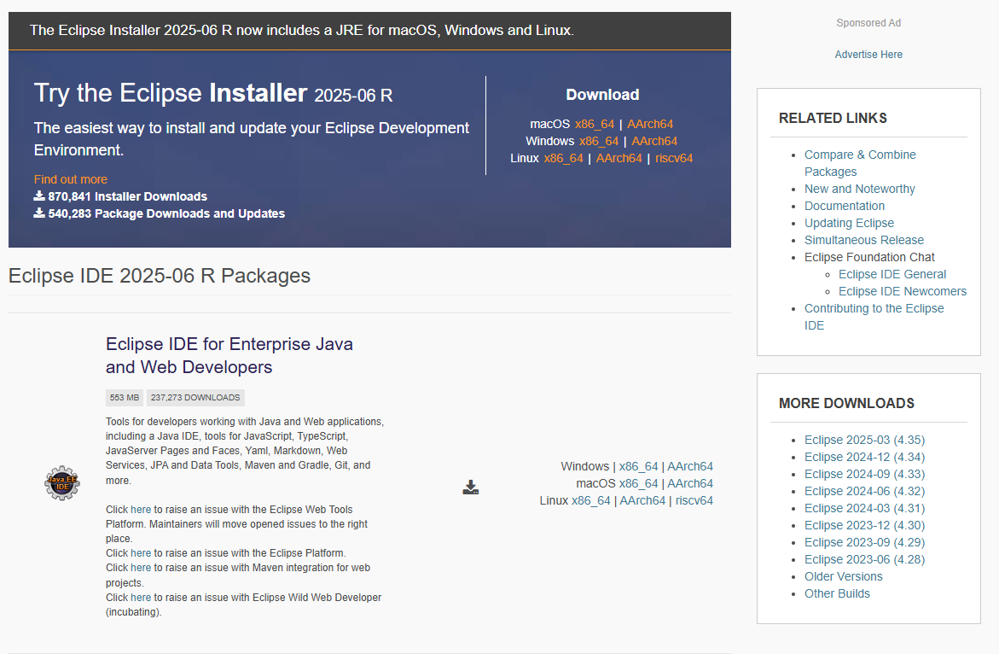 The Eclipse Installer 2025-06 R now includes a JRE for macOS, Windows and Linux.
Try the Eclipse Installer 2025-06 R
The easiest way to install and update your Eclipse Development
Environment.
Find out more
870,841 Installer Downloads
540,283 Package Downloads and Updates
Download
macOS x86_64 | AArch64
Windows x86_64 | AArch64
Linux x86_64 | AArch64 | riscv64
Eclipse IDE 2025-06 R Packages
Java EE
IDE
Eclipse IDE for Enterprise Java
and Web Developers
553 MB 237,273 DOWNLOADS
Tools for developers working with Java and Web applications,
including a Java IDE, tools for JavaScript, TypeScript,
JavaServer Pages and Faces, Yaml, Markdown, Web
Services, JPA and Data Tools, Maven and Gradle, Git, and
more.
Click here to raise an issue with the Eclipse Web Tools
Platform. Maintainers will move opened issues to the right
place.
Click here to raise an issue with the Eclipse Platform.
Click here to raise an issue with Maven integration for web
projects.
Click here to raise an issue with Eclipse Wild Web Developer
(incubating).
Windows | x86_64 | AArch64
macOS x86_64 | AArch64
Linux x86_64 | AArch64 | riscv64
Sponsored Ad
Advertise Here
RELATED LINKS
Compare & Combine
Packages
New and Noteworthy
Documentation
Updating Eclipse
Simultaneous Release
Eclipse Foundation Chat
Eclipse IDE General
Eclipse IDE Newcomers
Contributing to the Eclipse
IDE
MORE DOWNLOADS
Eclipse 2025-03 (4.35)
Eclipse 2024-12 (4.34)
Eclipse 2024-09 (4.33)
Eclipse 2024-06 (4.32)
Eclipse 2024-03 (4.31)
Eclipse 2023-12 (4.30)
Eclipse 2023-09 (4.29)
Eclipse 2023-06 (4.28)
Older Versions
Other Builds